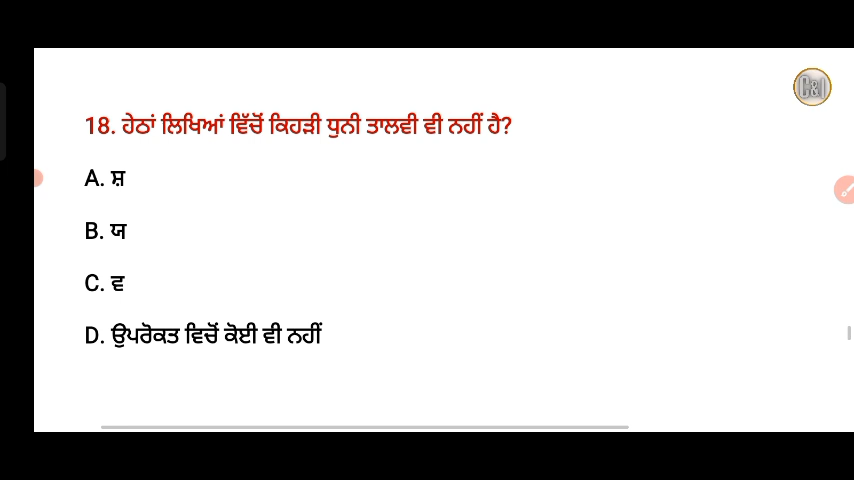 C&I
18. ਹੇਠਾਂ ਲਿਖਿਆਂ ਵਿੱਚੋਂ ਕਿਹੜੀ ਧੁਨੀ ਤਾਲਵੀ ਵੀ ਨਹੀਂ ਹੈ?
A. ਸ਼
B. ਯ
C. ਵ
D. ਉਪਰੋਕਤ ਵਿਚੋਂ ਕੋਈ ਵੀ ਨਹੀਂ